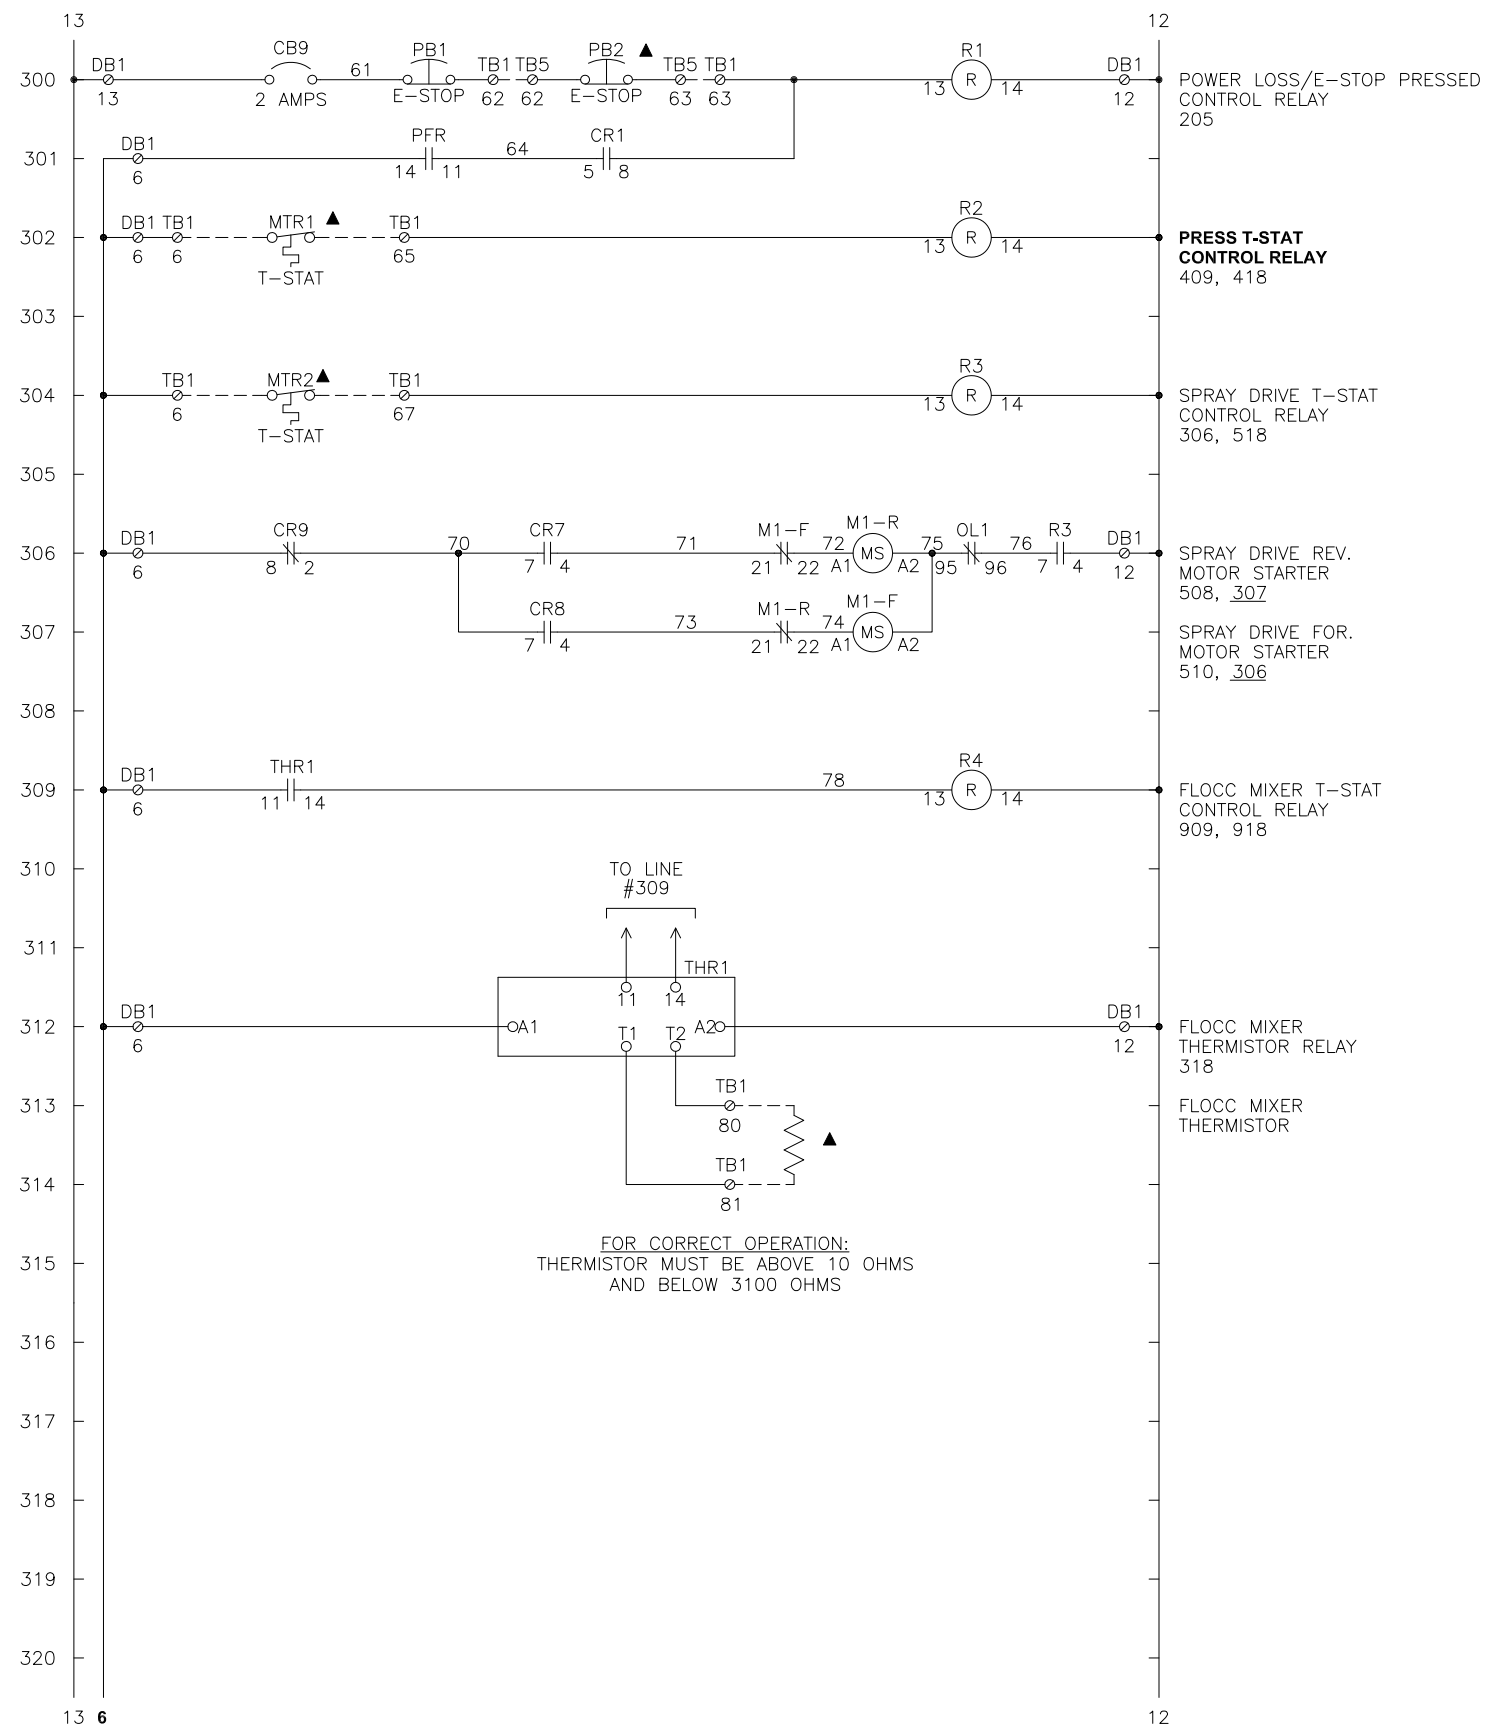 13 12
CB9 PB1 PB2 R1
DB1 61 TB1 TB5 TB5 TB1 DB1
300 R POWER LOSS/E-STOP PRESSED
13 2 AMPS E-STOP 62 62 E-STOP 63 63 13 14 12 CONTROL RELAY
205
DB1 PFR 64 CR1
301
6 14 11 5 8
DB1 TB1 MTR1 TB1 R2
302 R PRESS T-STAT
6 6 65 13 14 CONTROL RELAY
T-STAT 409, 418
303
TB1 MTR2 TB1 R3
304 R SPRAY DRIVE T-STAT
6 67 13 14 CONTROL RELAY
T-STAT 306, 518
305
DB1 CR9 70 CR7 71 M1-F 72 M1-R 75 OL1 76 R3 DB1
306 MS SPRAY DRIVE REV.
6 8 2 7 4 21 22 A1 A2 95 96 7 4 12 MOTOR STARTER
508, 307
CR8 73 M1-R 74 M1-F
307 MS SPRAY DRIVE FOR.
7 4 21 22 A1 A2 MOTOR STARTER
510, 306
308
DB1 THR1 78 R4
309 R FLOCC MIXER T-STAT
6 11 14 13 14 CONTROL RELAY
909, 918
310 TO LINE
#309
311
THR1
11 14
DB1 DB1
312 A1 T1 T2 A2 FLOCC MIXER
6 12 THERMISTOR RELAY
318
TB1
313 FLOCC MIXER
80 THERMISTOR
TB1
314
81
FOR CORRECT OPERATION:
315 THERMISTOR MUST BE ABOVE 10 OHMS
AND BELOW 3100 OHMS
316
317
318
319
320
13 6 12